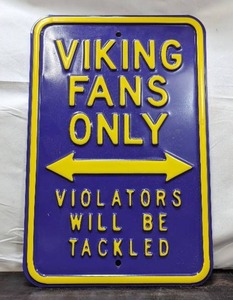 VIKING
FANS
ONLY
VIOLATORS
WILL BE
TACKLED